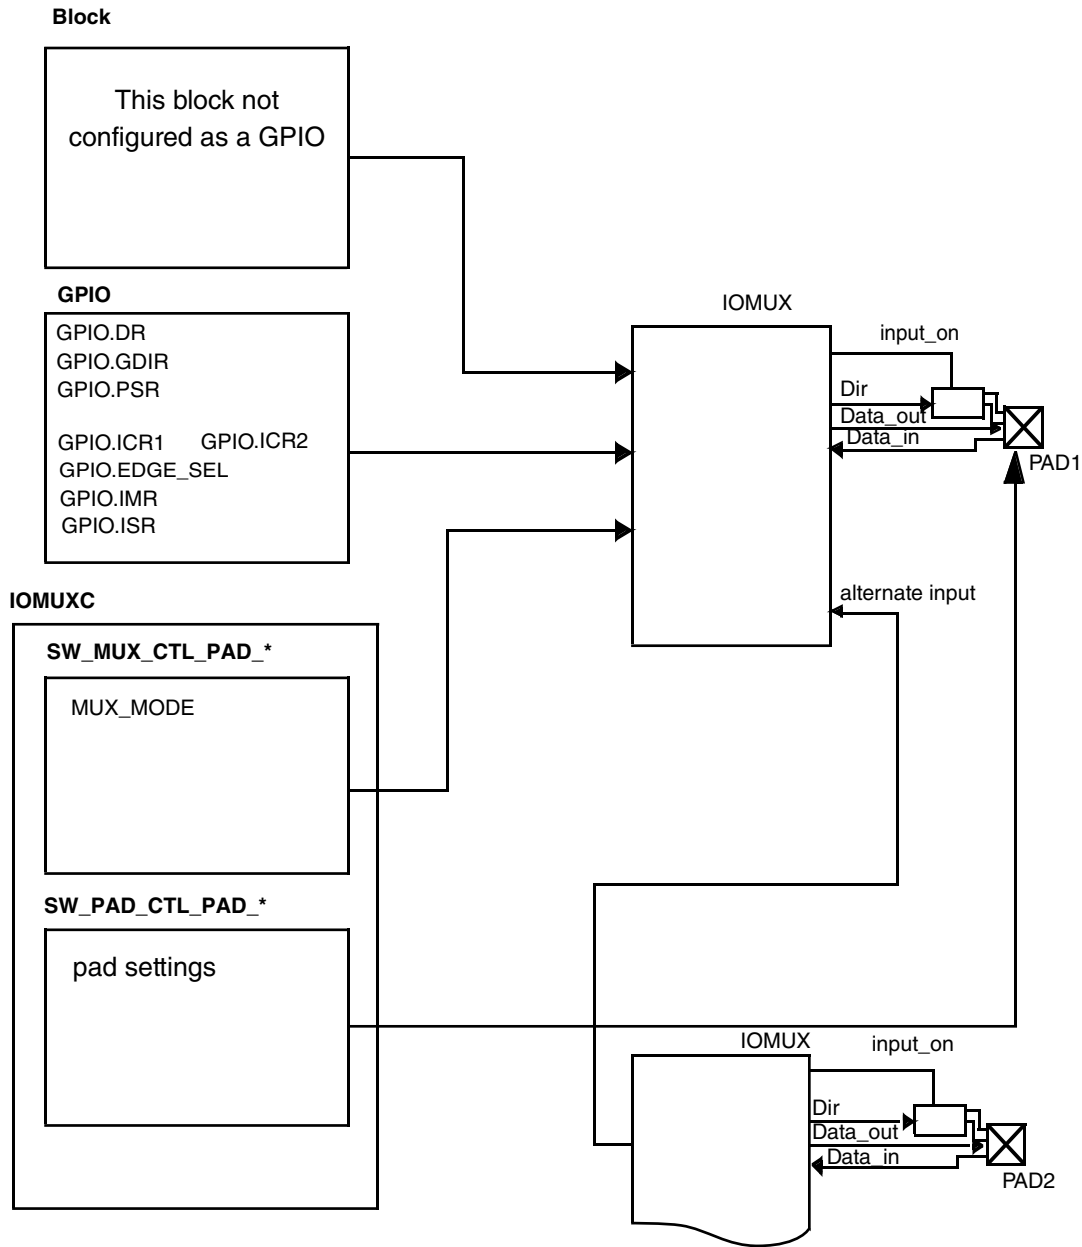 Block
This block not
configured as a GPIO
GPIO
GPIO.DR
GPIO.GDIR
GPIO.PSR
GPIO.ICR1 GPIO.ICR2
GPIO.EDGE_SEL
GPIO.IMR
GPIO.ISR
IOMUX
input_on
Dir
Data_out
Data_in
PAD1
alternate input
IOMUXC
SW_MUX_CTL_PAD_*
MUX_MODE
SW_PAD_CTL_PAD_*
pad settings
IOMUX
input_on
Dir
Data_out
Data_in
PAD2